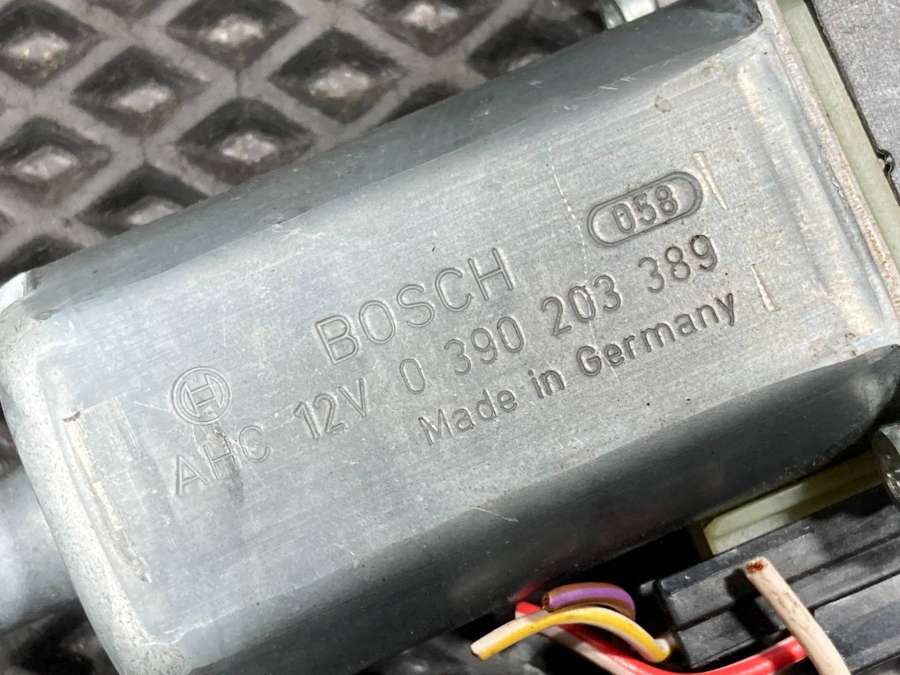 058
BOSCH
AHC 12V 0 390 203 389
Made in Germany